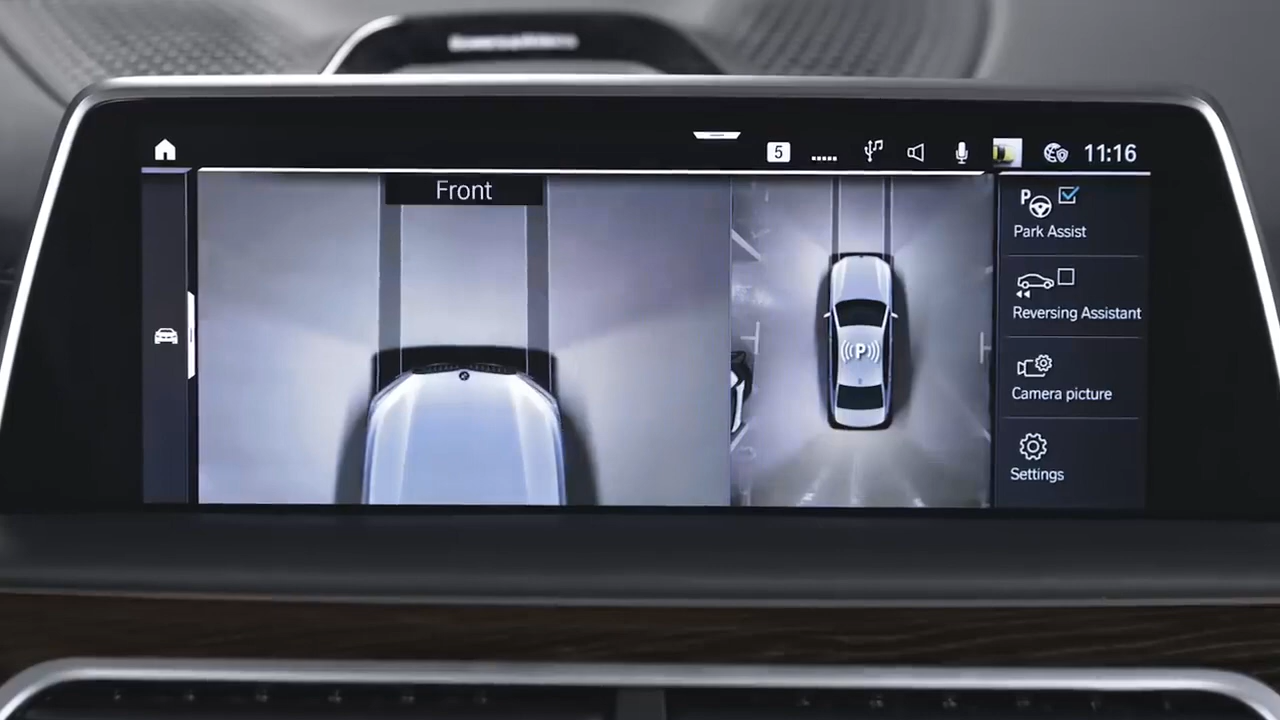 5
11:16
Front
P
Park Assist
Reversing Assistant
P
Camera picture
Settings